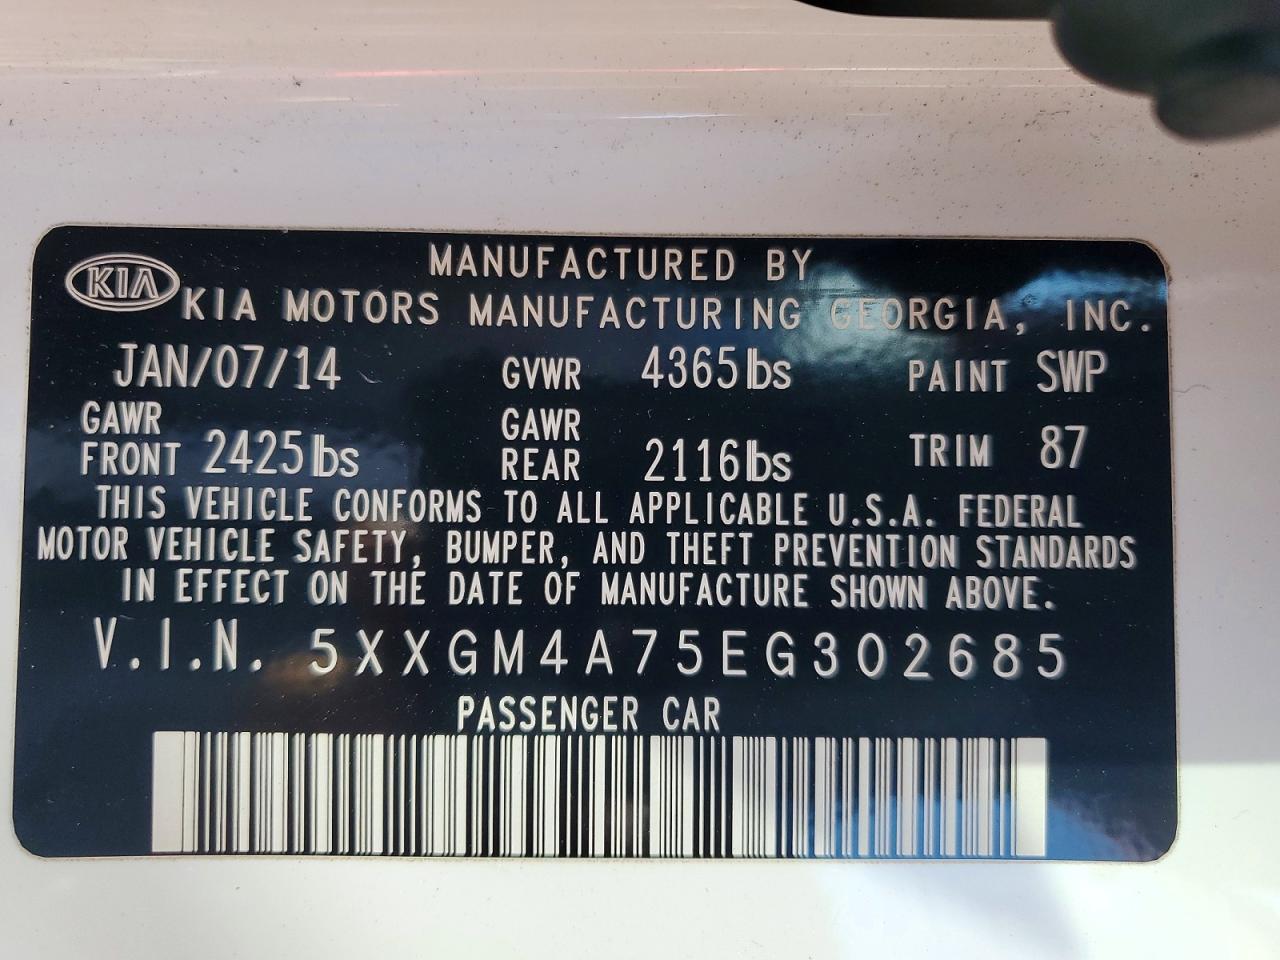 MANUFACTURED BY
KIA KIA MOTORS MANUFACTURING GEORGIA, INC.
JAN/07/14 GVWR 4365lbs PAINT SWP
GAWR FRONT 2425lbs GAWR REAR 2116lbs TRIM 87
THIS VEHICLE CONFORMS TO ALL APPLICABLE U.S.A. FEDERAL
MOTOR VEHICLE SAFETY, BUMPER, AND THEFT PREVENTION STANDARDS
IN EFFECT ON THE DATE OF MANUFACTURE SHOWN ABOVE.
V.I.N. 5XXGM4A75EG302685
PASSENGER CAR